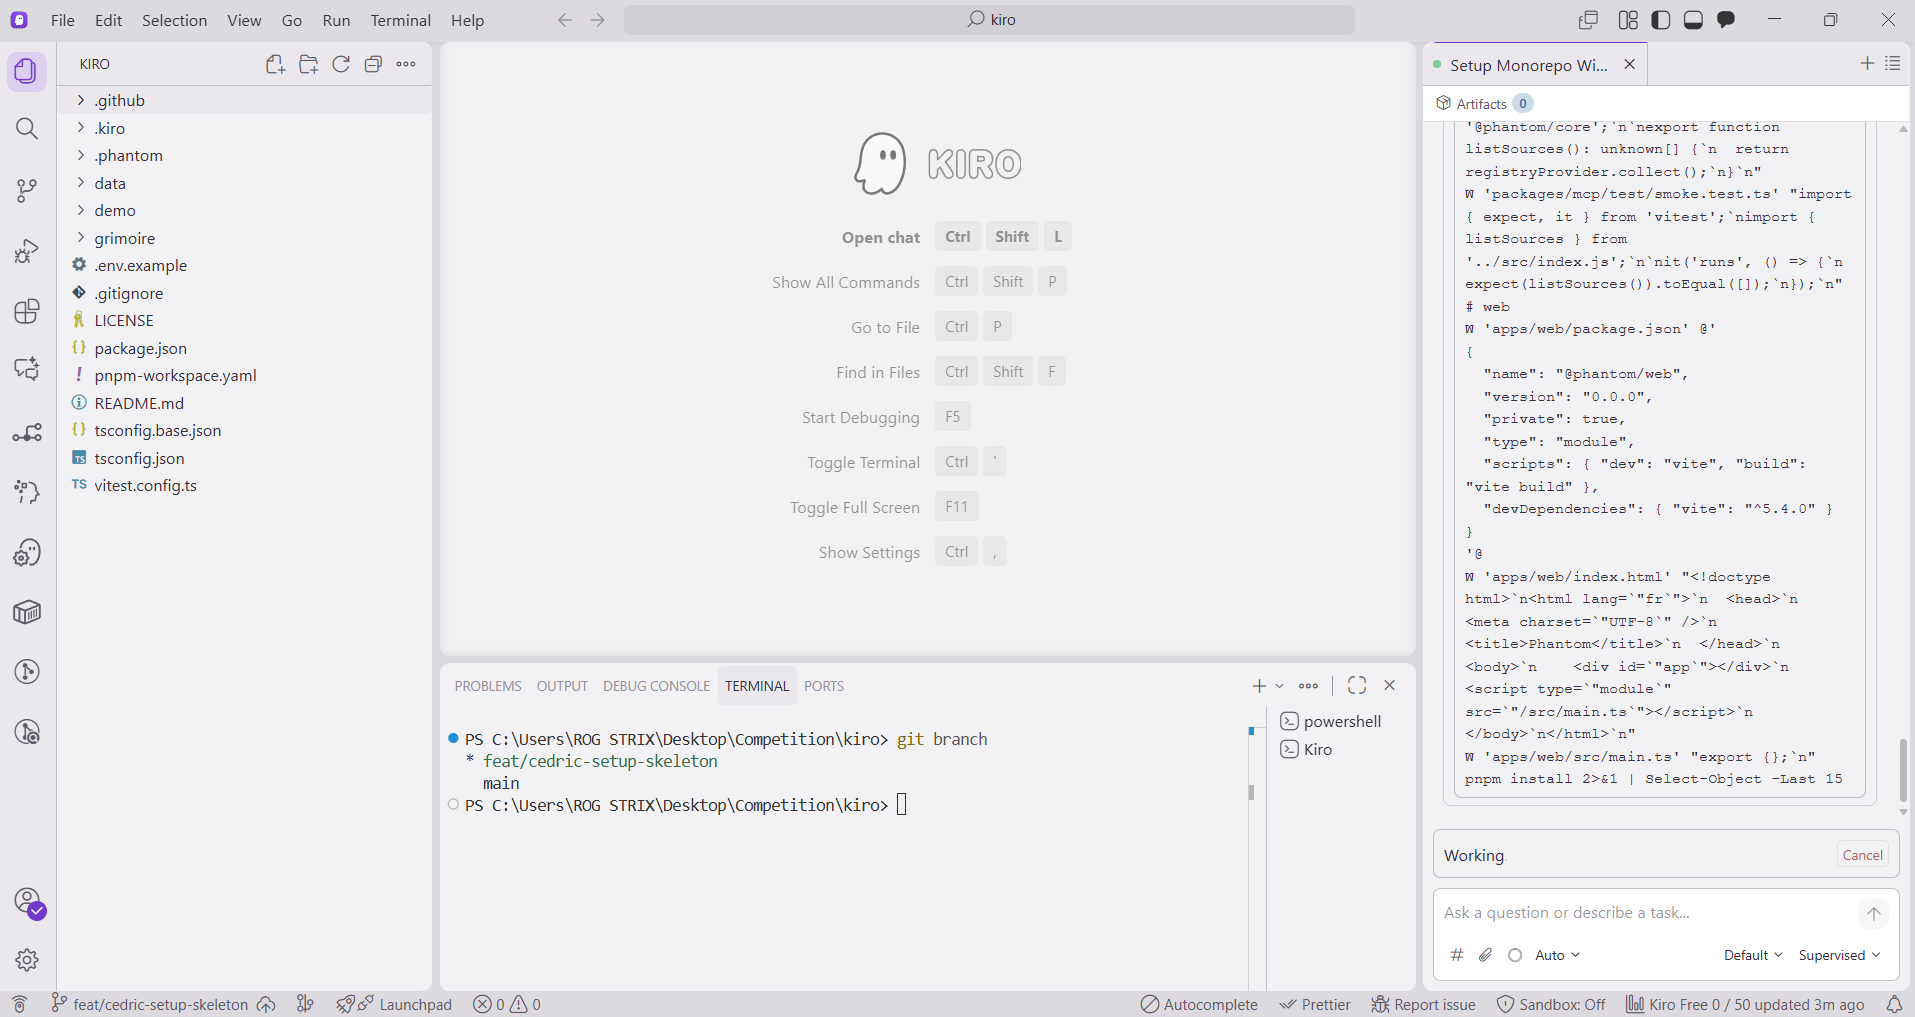 File Edit Selection View Go Run Terminal Help
kiro
KIRO
.github
.kiro
.phantom
data
demo
grimoire
.env.example
.gitignore
LICENSE
{} package.json
! pnpm-workspace.yaml
README.md
{} tsconfig.base.json
TS tsconfig.json
TS vitest.config.ts
KIRO
Open chat Ctrl Shift L
Show All Commands Ctrl Shift P
Go to File Ctrl P
Find in Files Ctrl Shift F
Start Debugging F5
Toggle Terminal Ctrl '
Toggle Full Screen F11
Show Settings Ctrl ,
PROBLEMS OUTPUT DEBUG CONSOLE TERMINAL PORTS
PS C:\Users\ROG STRIX\Desktop\Competition\kiro> git branch
* feat/cedric-setup-skeleton
main
PS C:\Users\ROG STRIX\Desktop\Competition\kiro>
powershell
Kiro
Setup Monorepo Wi...
Artifacts 0
'@phantom/core';`n`nexport function
listSources(): unknown[] {`n  return
registryProvider.collect();`n}`n"
W 'packages/mcp/test/smoke.test.ts' "import
{ expect, it } from 'vitest';`nimport {
listSources } from
'../src/index.js';`n`nit('runs', () => {`n
expect(listSources()).toEqual([]);`n});`n"
# web
W 'apps/web/package.json' @'
{
  "name": "@phantom/web",
  "version": "0.0.0",
  "private": true,
  "type": "module",
  "scripts": { "dev": "vite", "build":
"vite build" },
  "devDependencies": { "vite": "^5.4.0" }
}
'@
W 'apps/web/index.html' "<!doctype
html>`n<html lang=`"fr`">`n  <head>`n
<meta charset=`"UTF-8`" />`n
<title>Phantom</title>`n  </head>`n
<body>`n    <div id=`"app`"></div>`n
<script type=`"module`"
src=`"/src/main.ts`"></script>`n
</body>`n</html>`n"
W 'apps/web/src/main.ts' "export {};`n"
pnpm install 2>&1 | Select-Object -Last 15
Working. Cancel
Ask a question or describe a task...
# Auto Default Supervised
feat/cedric-setup-skeleton Launchpad 0 0 Autocomplete Prettier Report issue Sandbox: Off Kiro Free 0 / 50 updated 3m ago